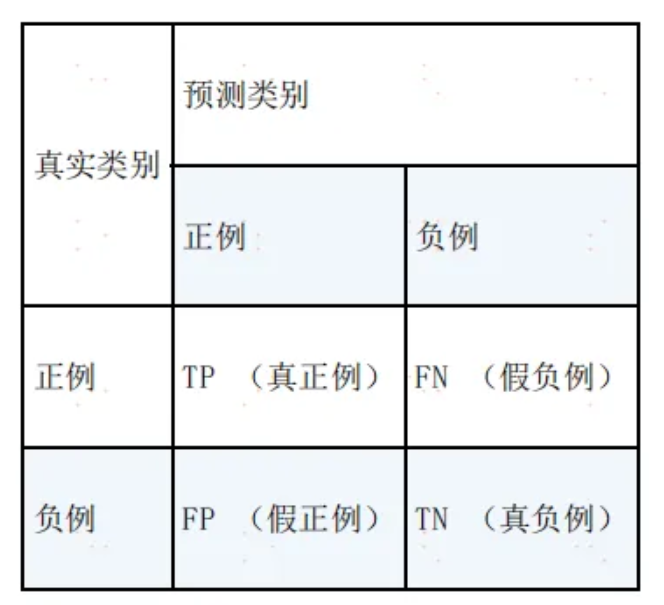 预测类别
真实类别
正例 负例
正例 TP （真正例） FN （假负例）
负例 FP （假正例） TN （真负例）